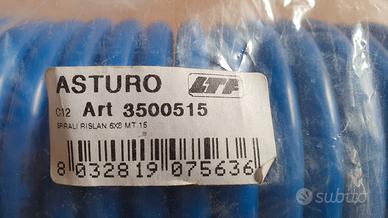 ASTURO LTF
C12 Art 3500515
SPIRALI RISLAN 6X8 MT.15
8 032819 075636
subito